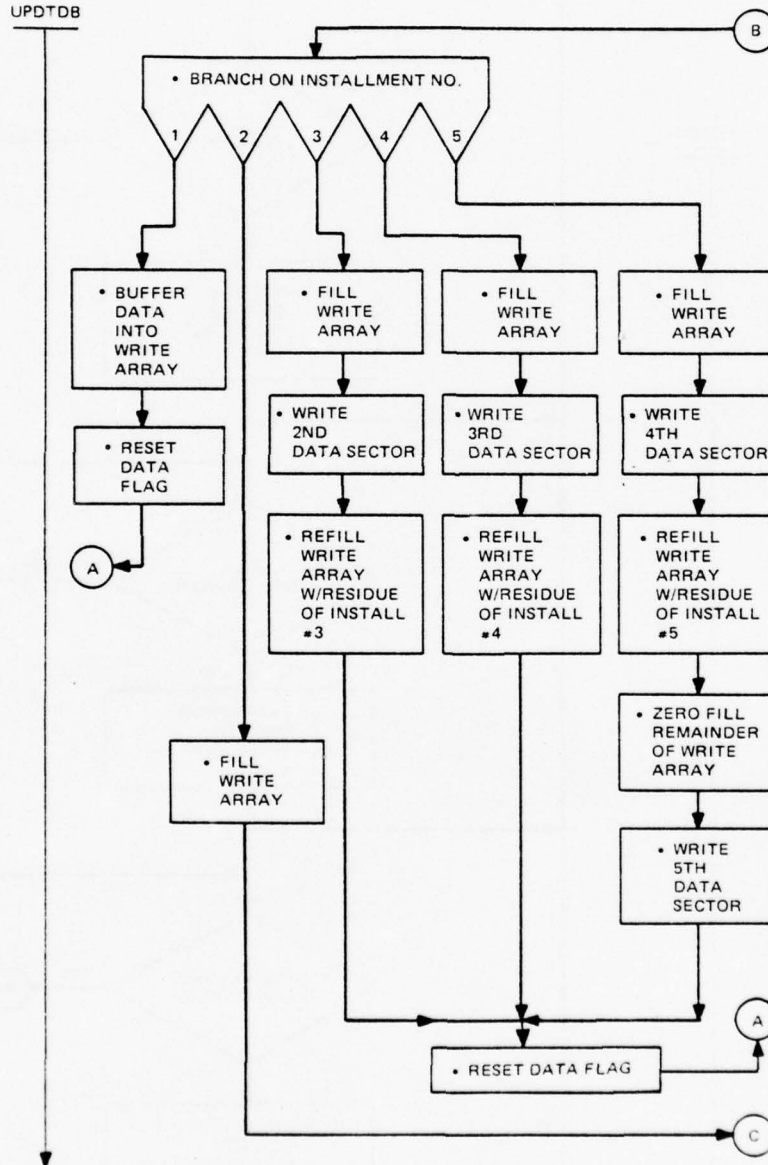 UPDTDB
B
• BRANCH ON INSTALLMENT NO.
1
2
3
4
5
• BUFFER
DATA
INTO
WRITE
ARRAY
• RESET
DATA
FLAG
A
• FILL
WRITE
ARRAY
• FILL
WRITE
ARRAY
• WRITE
2ND
DATA SECTOR
• REFILL
WRITE
ARRAY
W/RESIDUE
OF INSTALL
#3
• FILL
WRITE
ARRAY
• WRITE
3RD
DATA SECTOR
• REFILL
WRITE
ARRAY
W/RESIDUE
OF INSTALL
#4
• FILL
WRITE
ARRAY
• WRITE
4TH
DATA SECTOR
• REFILL
WRITE
ARRAY
W/RESIDUE
OF INSTALL
#5
• ZERO FILL
REMAINDER
OF WRITE
ARRAY
• WRITE
5TH
DATA
SECTOR
• RESET DATA FLAG
A
C